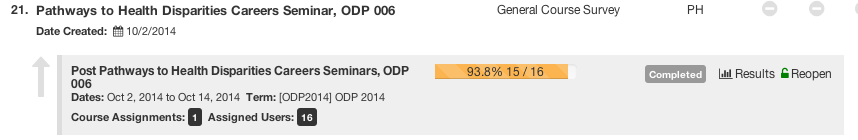 21. Pathways to Health Disparities Careers Seminar, ODP 006 General Course Survey PH
Date Created: 10/2/2014
Post Pathways to Health Disparities Careers Seminars, ODP 93.8% 15 / 16 Completed Results Reopen
006
Dates: Oct 2, 2014 to Oct 14, 2014 Term: [ODP2014] ODP 2014
Course Assignments: 1 Assigned Users: 16